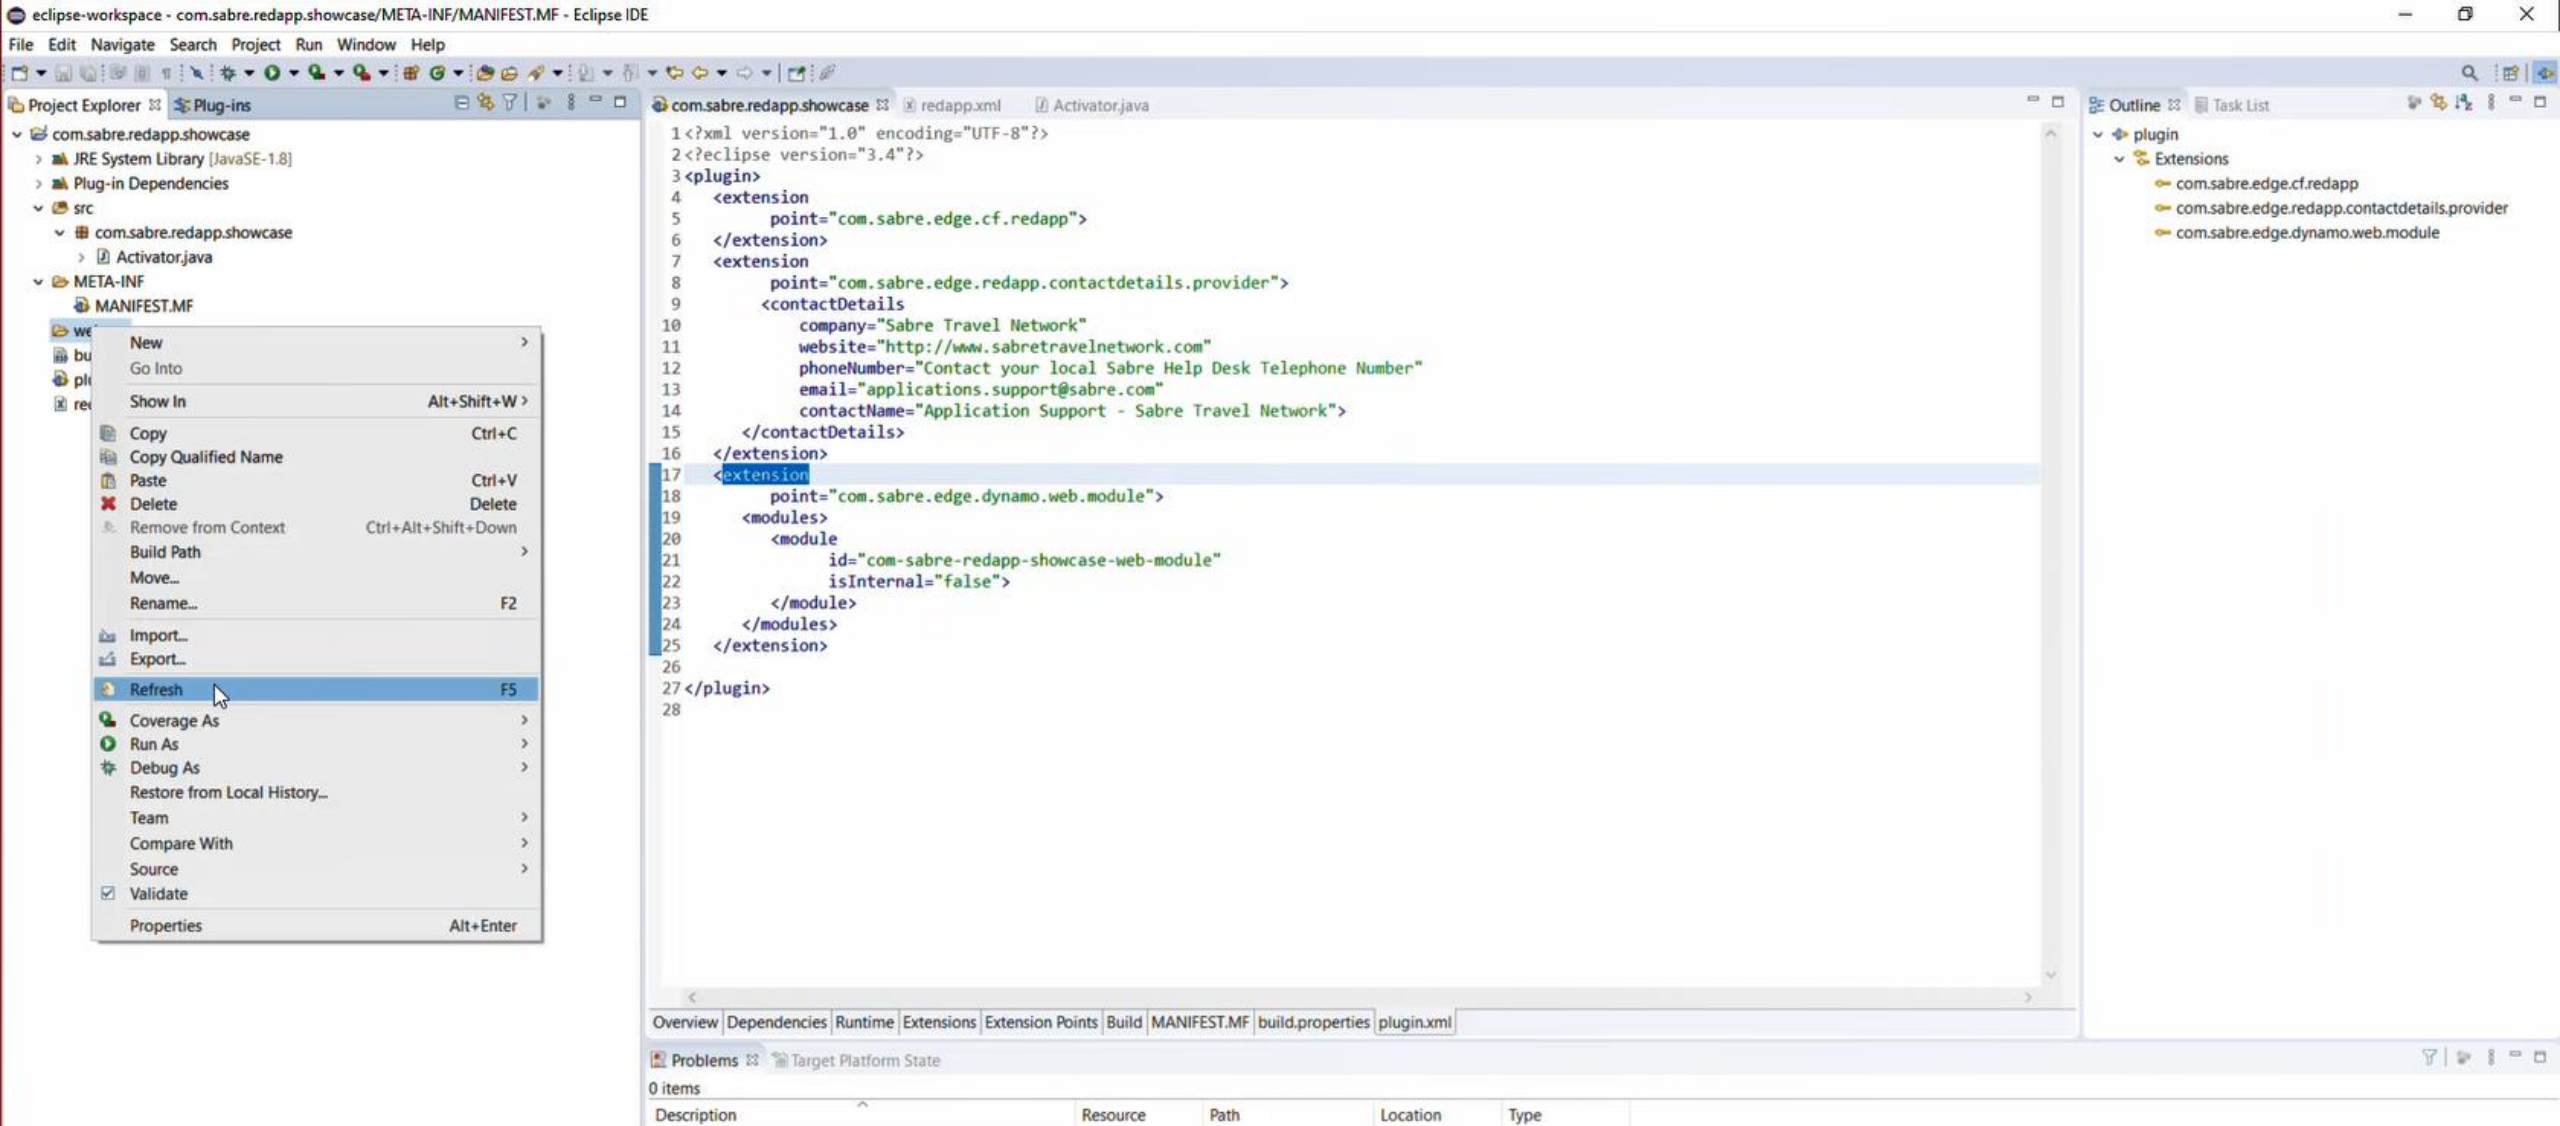 eclipse-workspace - com.sabre.redapp.showcase/META-INF/MANIFEST.MF - Eclipse IDE
File Edit Navigate Search Project Run Window Help
Project Explorer Plug-ins
com.sabre.redapp.showcase
JRE System Library [JavaSE-1.8]
Plug-in Dependencies
src
com.sabre.redapp.showcase
Activator.java
META-INF
MANIFEST.MF
New
Go Into
Show In Alt+Shift+W
Copy Ctrl+C
Copy Qualified Name
Paste Ctrl+V
Delete Delete
Remove from Context Ctrl+Alt+Shift+Down
Build Path
Move...
Rename... F2
Import...
Export...
Refresh F5
Coverage As
Run As
Debug As
Restore from Local History...
Team
Compare With
Source
Validate
Properties Alt+Enter
com.sabre.redapp.showcase redapp.xml Activator.java
1 <?xml version="1.0" encoding="UTF-8"?>
2 <?eclipse version="3.4"?>
3 <plugin>
4 <extension
5 point="com.sabre.edge.cf.redapp">
6 </extension>
7 <extension
8 point="com.sabre.edge.redapp.contactdetails.provider">
9 <contactDetails
10 company="Sabre Travel Network"
11 website="http://www.sabretravelnetwork.com"
12 phoneNumber="Contact your local Sabre Help Desk Telephone Number"
13 email="applications.support@sabre.com"
14 contactName="Application Support - Sabre Travel Network">
15 </contactDetails>
16 </extension>
17 <extension
18 point="com.sabre.edge.dynamo.web.module">
19 <modules>
20 <module
21 id="com-sabre-redapp-showcase-web-module"
22 isInternal="false">
23 </module>
24 </modules>
25 </extension>
26
27 </plugin>
28
Overview Dependencies Runtime Extensions Extension Points Build MANIFEST.MF build.properties plugin.xml
Problems Target Platform State
0 items
Description Resource Path Location Type
Outline Task List
plugin
Extensions
com.sabre.edge.cf.redapp
com.sabre.edge.redapp.contactdetails.provider
com.sabre.edge.dynamo.web.module